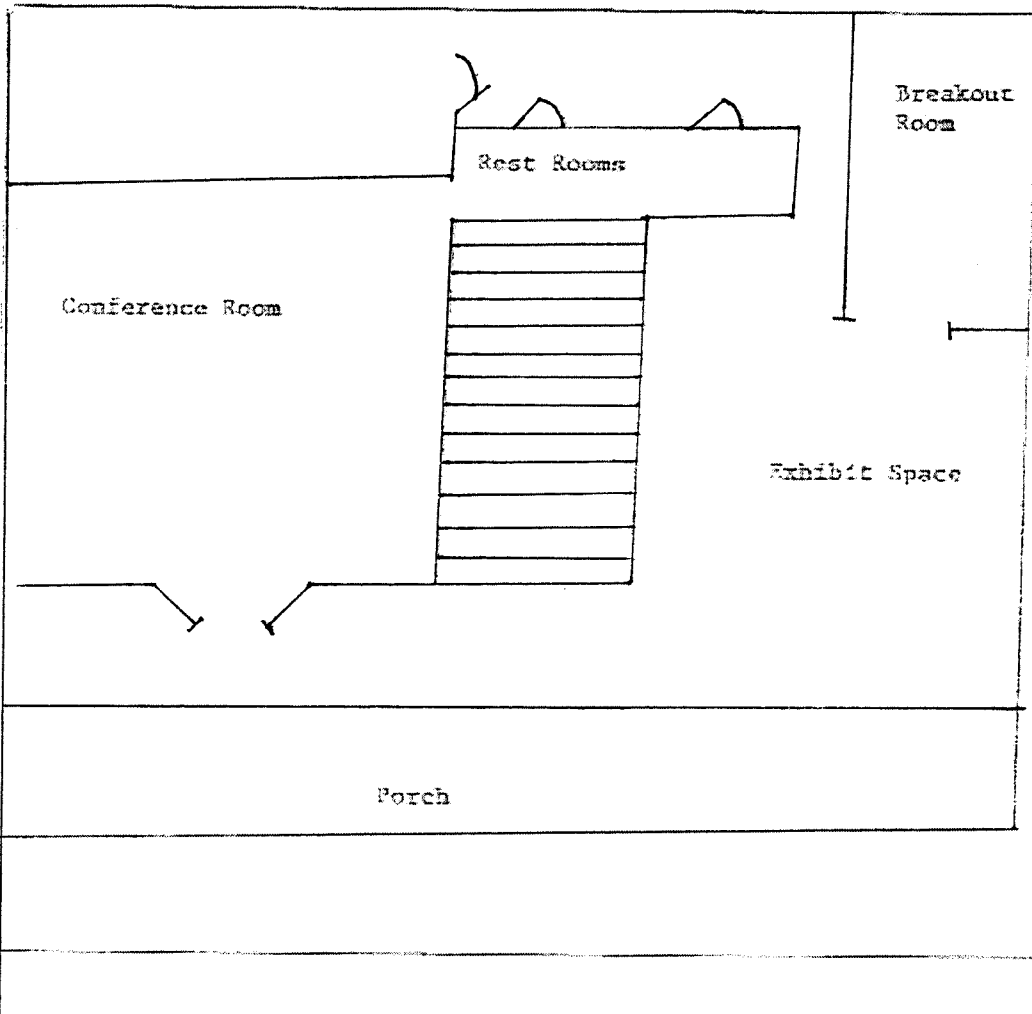 Breakout
Room
Rest Rooms
Conference Room
Exhibit Space
Porch